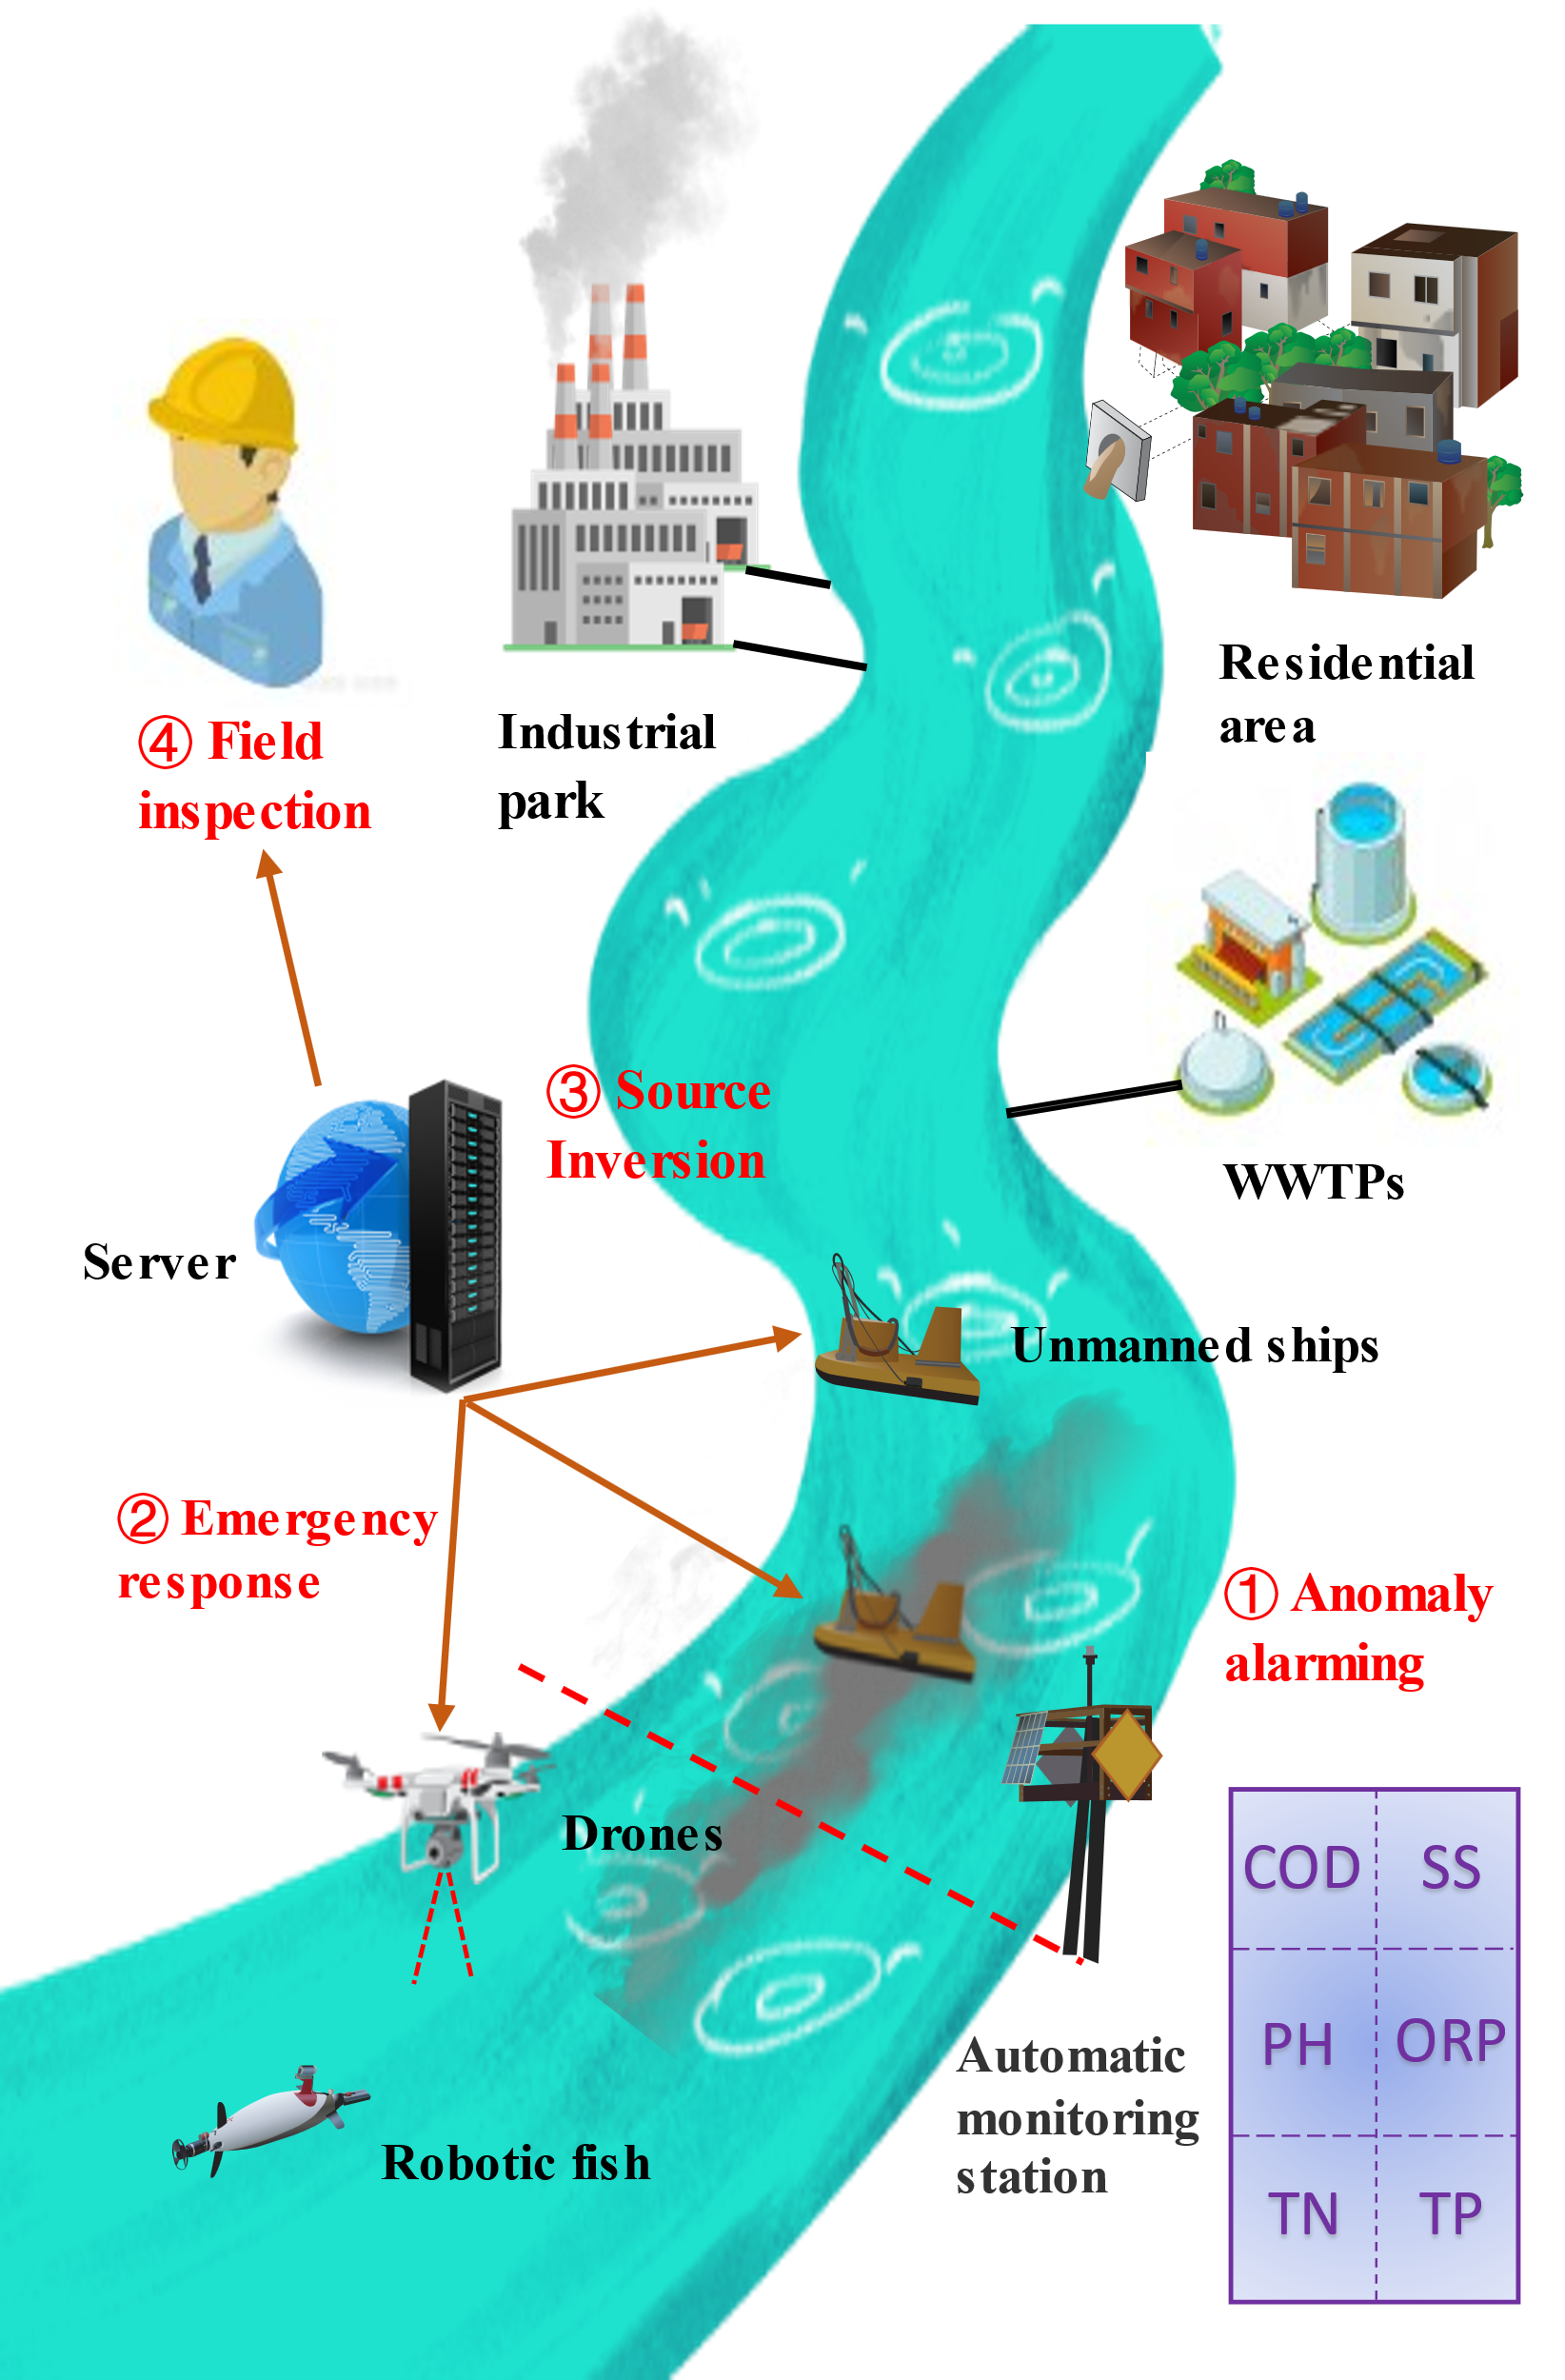 ④ Field
inspection
Industrial
park
Residential
area
③ Source
Inversion
WWTPs
Server
Unmanned ships
② Emergency
response
① Anomaly
alarming
Drones
Automatic
monitoring
station
Robotic fish
COD SS
PH ORP
TN TP